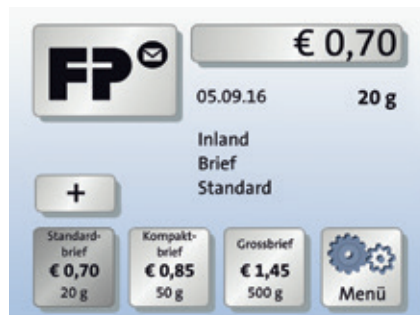 FP
€ 0,70
05.09.16
20 g
Inland
Brief
Standard
+
Standard-
brief
€ 0,70
20 g
Kompakt-
brief
€ 0,85
50 g
Grossbrief
€ 1,45
500 g
Menü